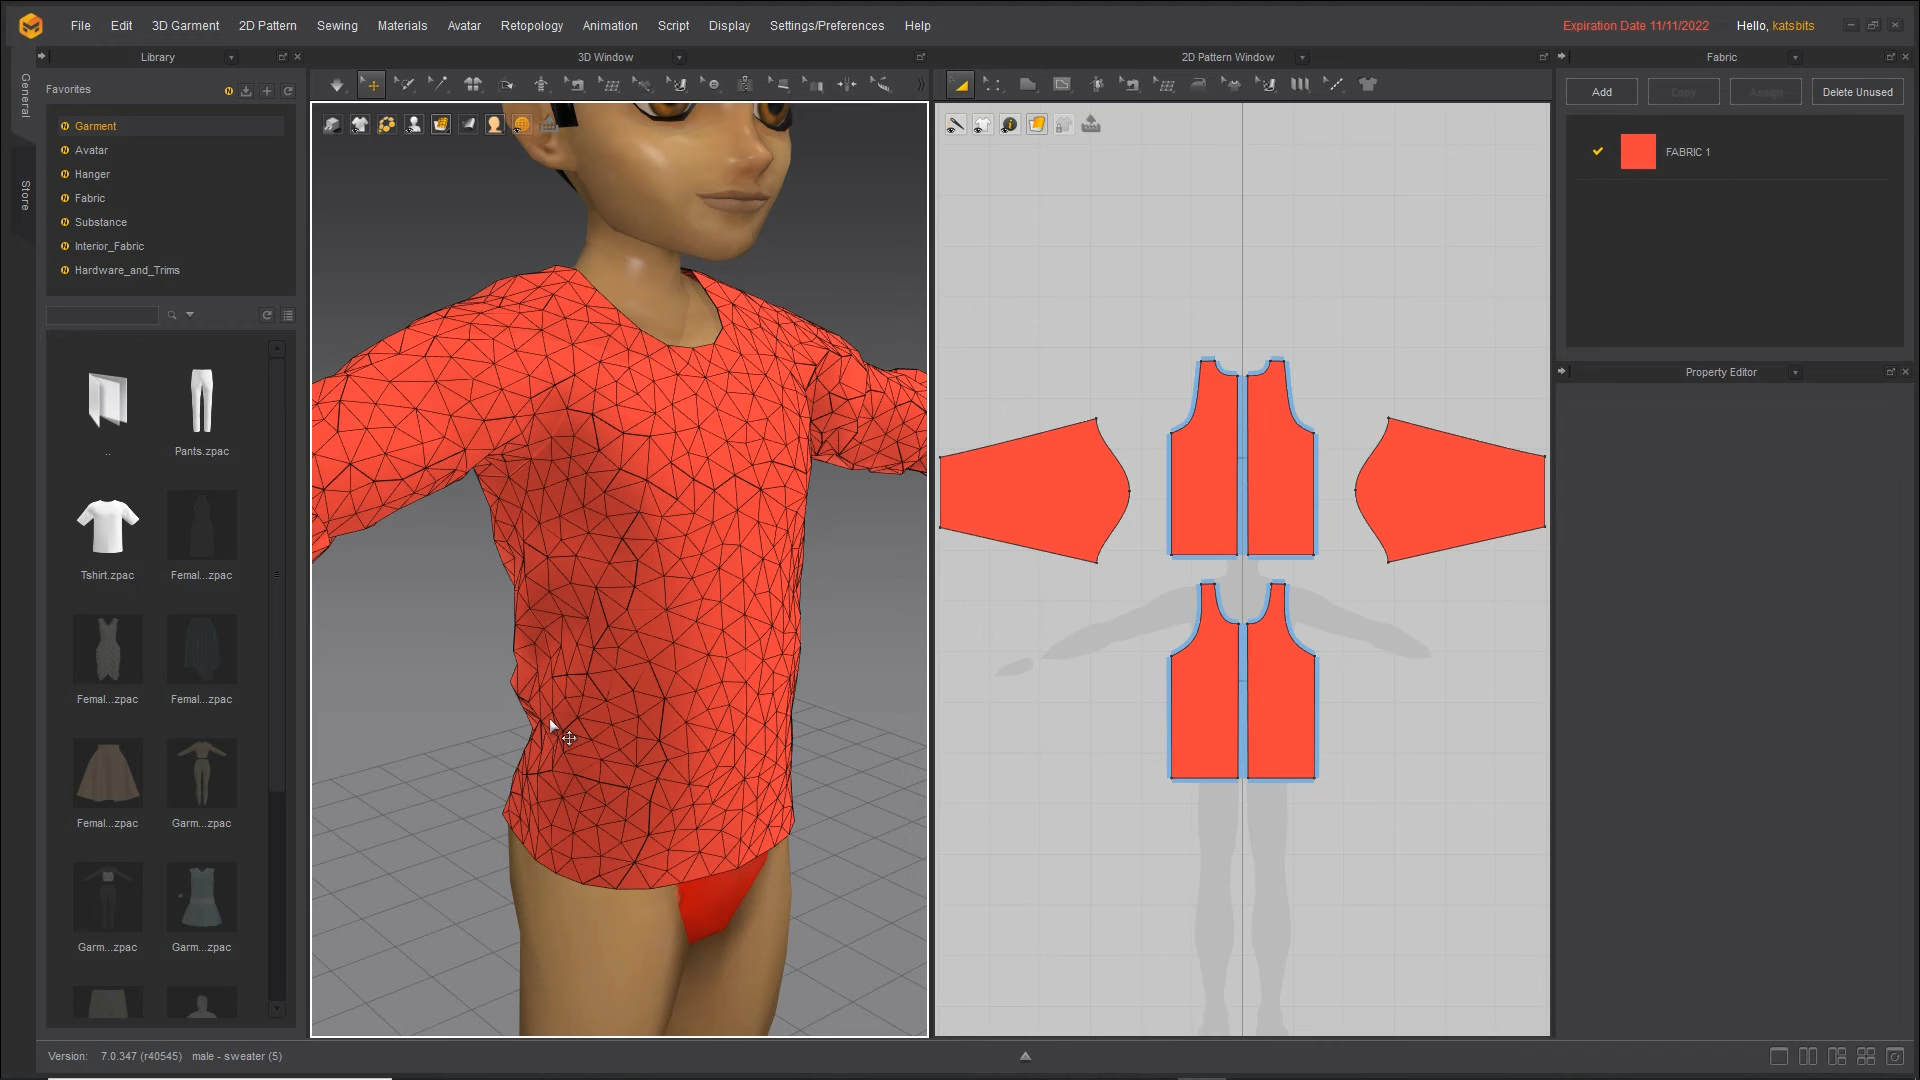 File Edit 3D Garment 2D Pattern Sewing Materials Avatar Retopology Animation Script Display Settings/Preferences Help
Expiration Date 11/11/2022 Hello, katsbits
Library
3D Window
2D Pattern Window
Fabric
General
Store
Favorites
Garment
Avatar
Hanger
Fabric
Substance
Interior_Fabric
Hardware_and_Trims
..
Pants.zpac
Tshirt.zpac
Femal...zpac
Femal...zpac
Femal...zpac
Femal...zpac
Garm...zpac
Garm...zpac
Garm...zpac
Add
Copy
Assign
Delete Unused
FABRIC 1
Property Editor
Version: 7.0.347 (r40545) male - sweater (5)